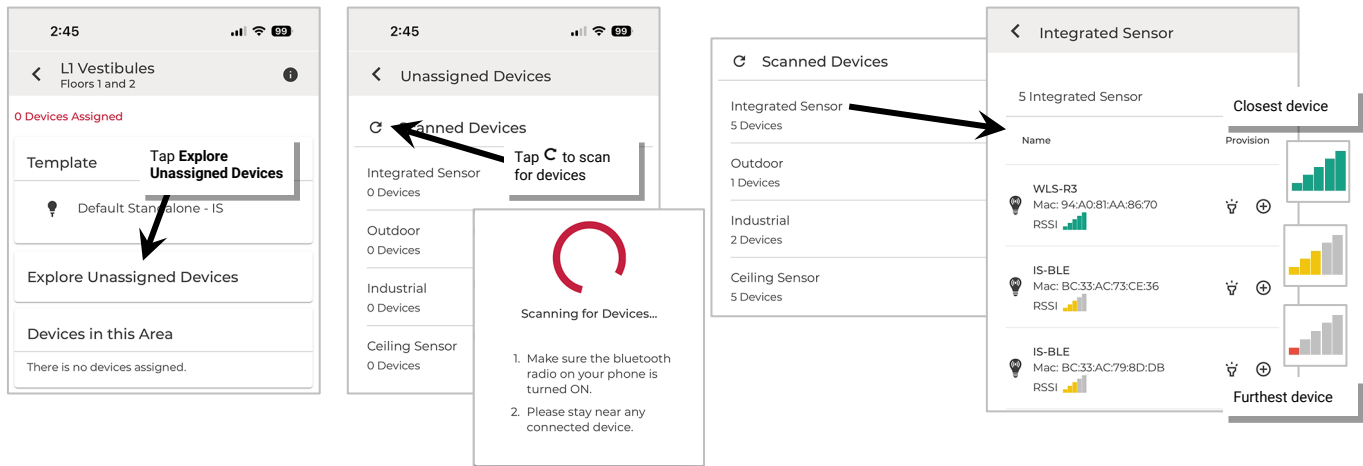 2:45
99
L1 Vestibules
Floors 1 and 2
0 Devices Assigned
Template
Tap Explore
Unassigned Devices
Default Standalone - IS
Explore Unassigned Devices
Devices in this Area
There is no devices assigned.
2:45
99
Unassigned Devices
Scanned Devices
Tap C to scan
for devices
Integrated Sensor
0 Devices
Outdoor
0 Devices
Industrial
0 Devices
Ceiling Sensor
0 Devices
Scanning for Devices...
1. Make sure the bluetooth
radio on your phone is
turned ON.
2. Please stay near any
connected device.
Scanned Devices
Integrated Sensor
5 Devices
Outdoor
1 Devices
Industrial
2 Devices
Ceiling Sensor
5 Devices
Integrated Sensor
5 Integrated Sensor
Closest device
Name
Provision
WLS-R3
Mac: 94:A0:81:AA:86:70
RSSI
IS-BLE
Mac: BC:33:AC:73:CE:36
RSSI
IS-BLE
Mac: BC:33:AC:79:8D:DB
RSSI
Furthest device